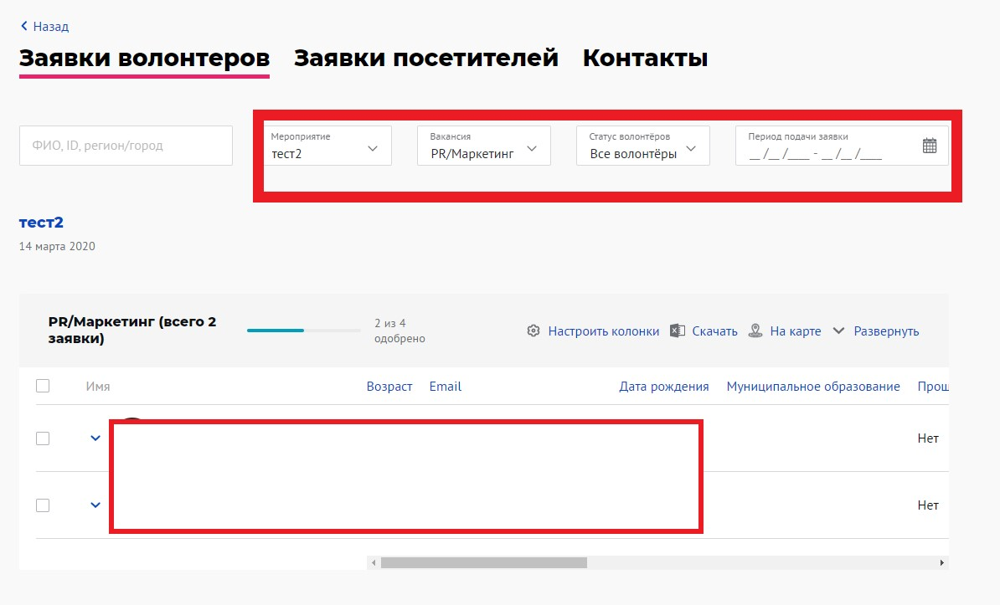 Назад
Заявки волонтеров Заявки посетителей Контакты
ФИО, ID, регион/город
Мероприятие
тест2
Вакансия
PR/Маркетинг
Статус волонтёров
Все волонтёры
Период подачи заявки
__ /__ /____ - __ /__ /____
тест2
14 марта 2020
PR/Маркетинг (всего 2
заявки)
2 из 4
одобрено
Настроить колонки Скачать На карте Развернуть
Имя Возраст Email Дата рождения Муниципальное образование Прош
Нет
Нет